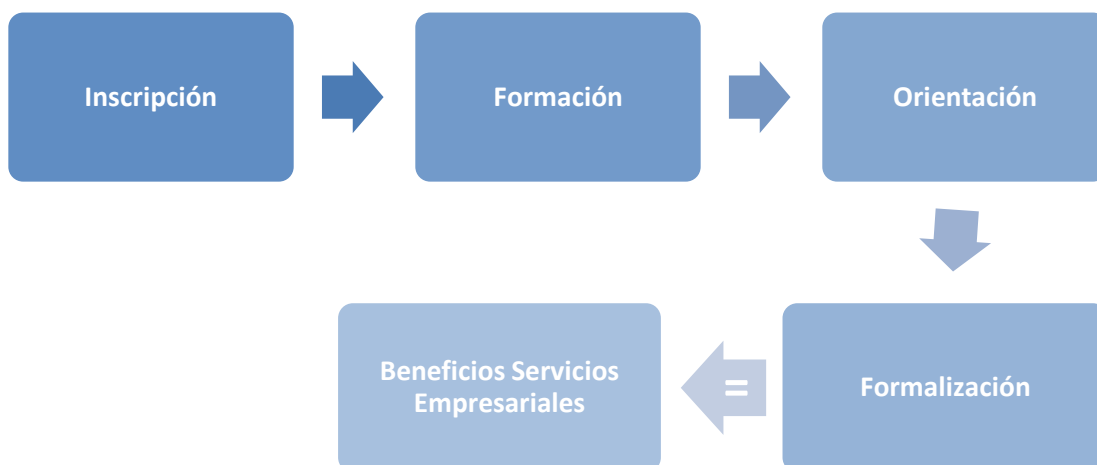 Inscripción
Formación
Orientación
Formalización
=
Beneficios Servicios
Empresariales